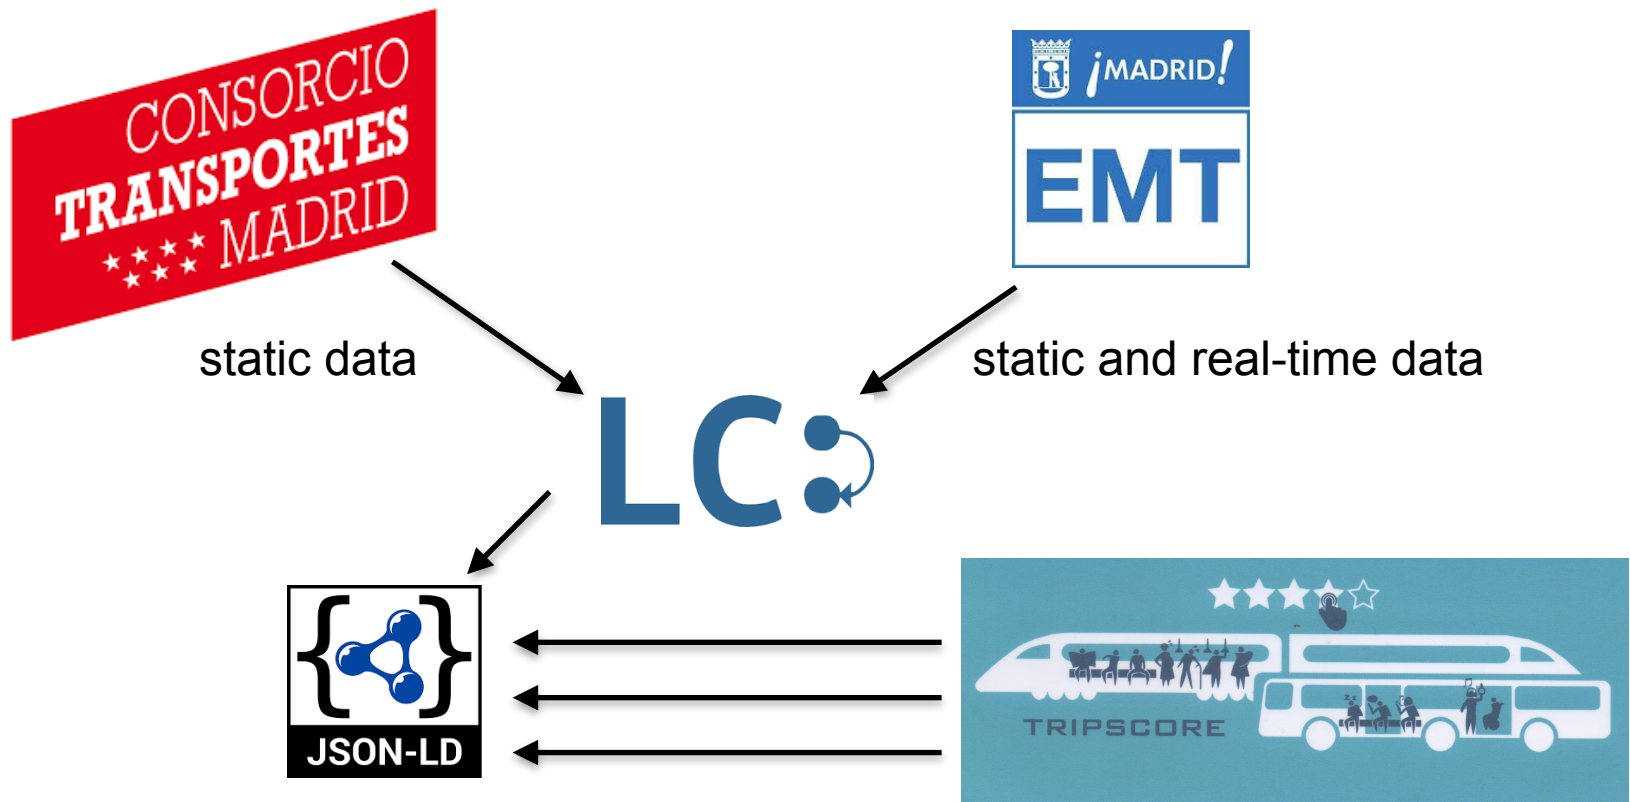 CONSORCIO
TRANSPORTES
MADRID
¡MADRID!
EMT
static data
static and real-time data
LC:
{ }
JSON-LD
TRIPSCORE